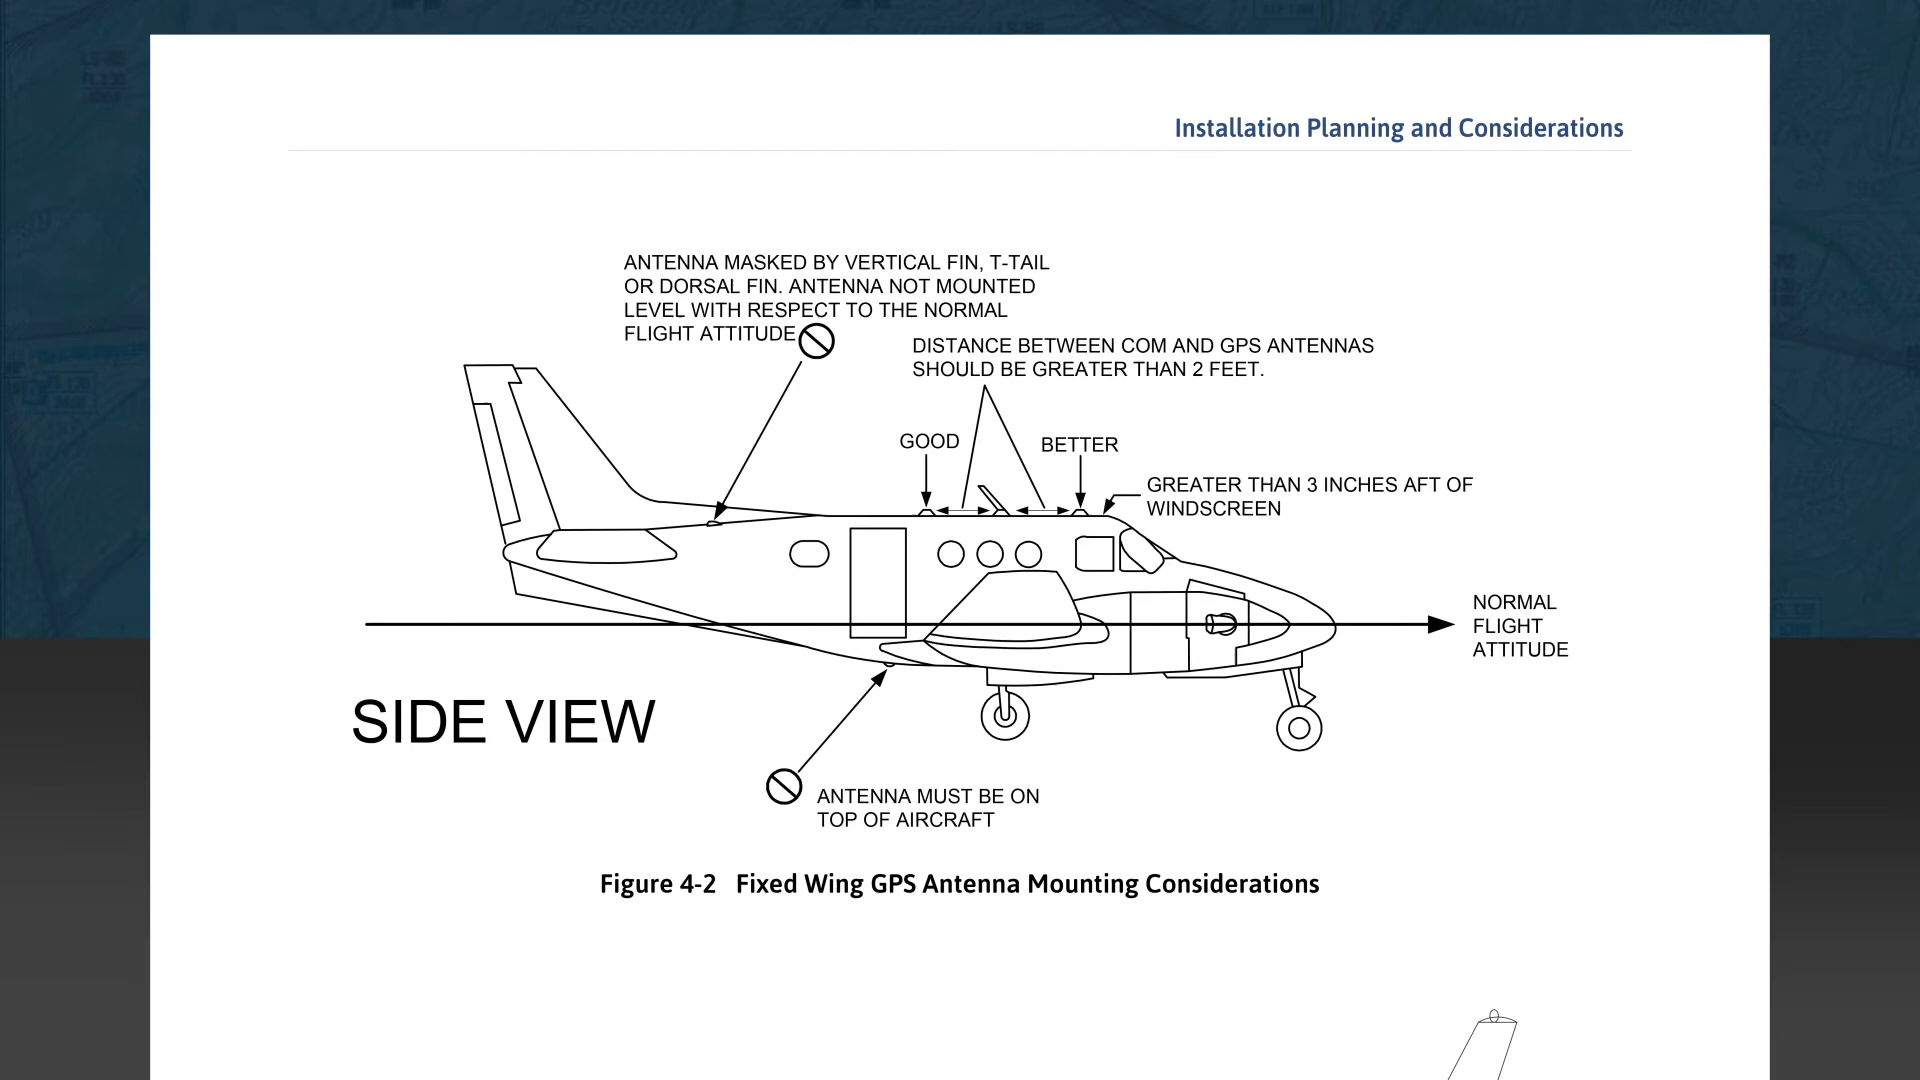 Installation Planning and Considerations
ANTENNA MASKED BY VERTICAL FIN, T-TAIL
OR DORSAL FIN. ANTENNA NOT MOUNTED
LEVEL WITH RESPECT TO THE NORMAL
FLIGHT ATTITUDE
DISTANCE BETWEEN COM AND GPS ANTENNAS
SHOULD BE GREATER THAN 2 FEET.
GOOD
BETTER
GREATER THAN 3 INCHES AFT OF
WINDSCREEN
NORMAL
FLIGHT
ATTITUDE
SIDE VIEW
ANTENNA MUST BE ON
TOP OF AIRCRAFT
Figure 4-2 Fixed Wing GPS Antenna Mounting Considerations